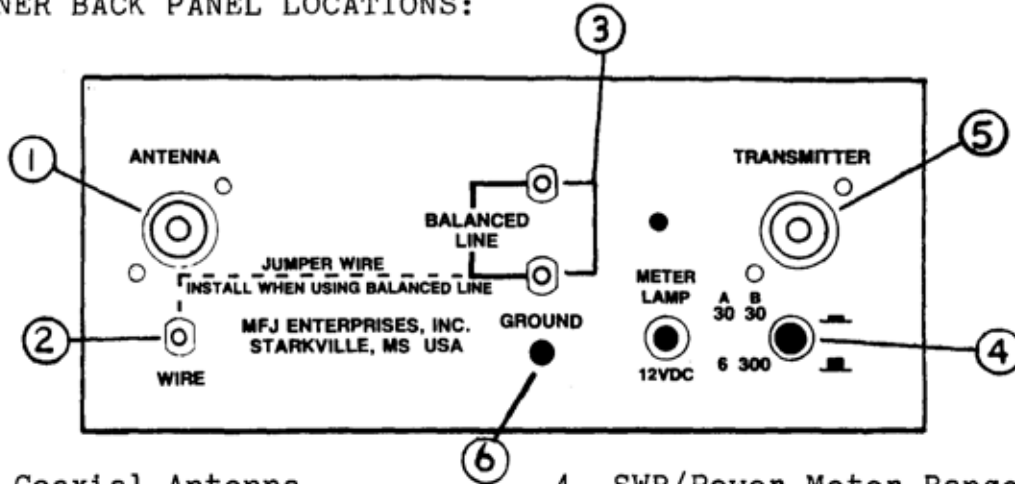 NER BACK PANEL LOCATIONS:
3
1
ANTENNA
TRANSMITTER
5
BALANCED
LINE
JUMPER WIRE
INSTALL WHEN USING BALANCED LINE
METER
LAMP
A B
30 30
2
MFJ ENTERPRISES, INC.
STARKVILLE, MS USA
GROUND
4
WIRE
12VDC
6 300
6
Coaxial Antenna
4. SWR/Power Meter Range